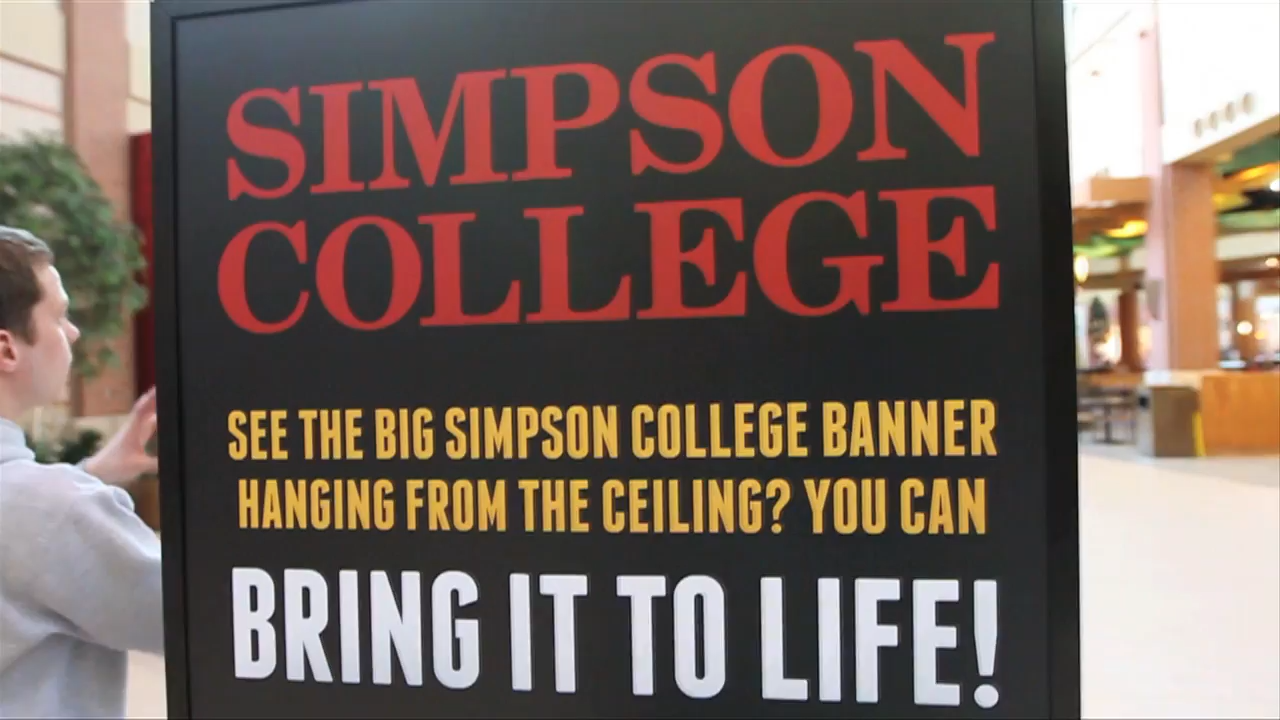 SIMPSON
COLLEGE
SEE THE BIG SIMPSON COLLEGE BANNER
HANGING FROM THE CEILING? YOU CAN
BRING IT TO LIFE!